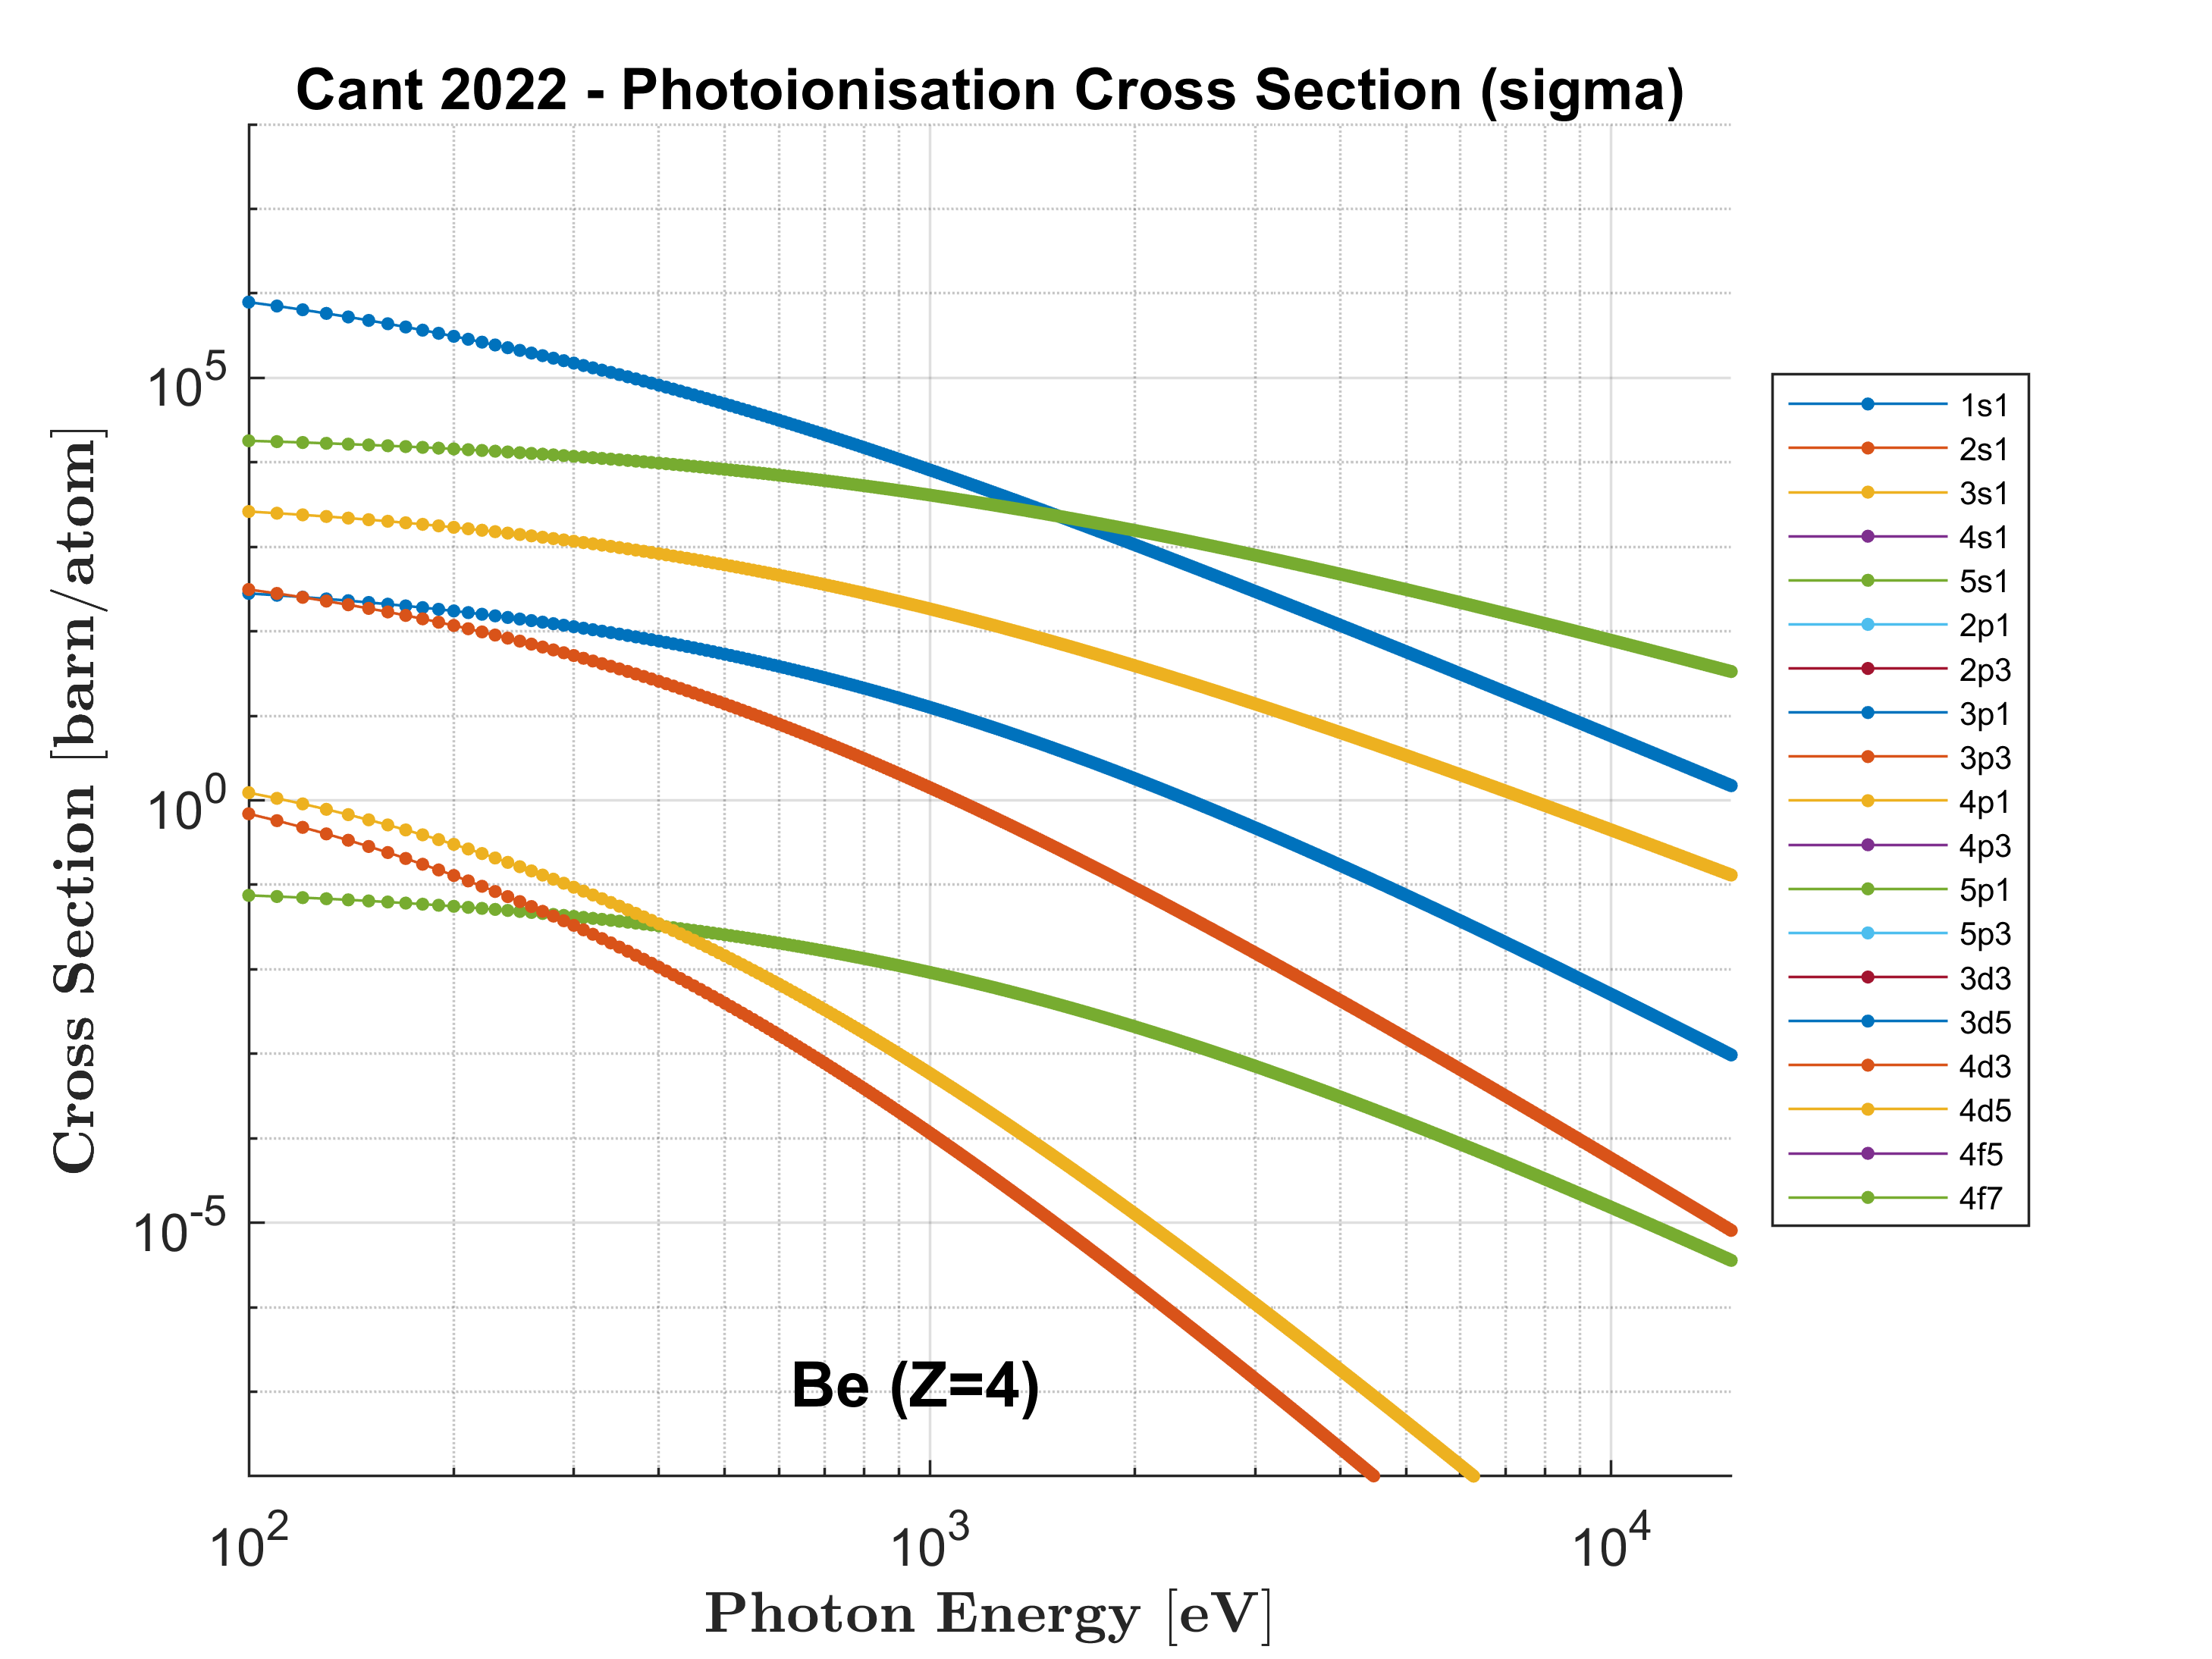 Cant 2022 - Photoionisation Cross Section (sigma)
Cross Section [barn/atom]
10^5
10^0
10^-5
10^2
10^3
10^4
Photon Energy [eV]
Be (Z=4)
1s1
2s1
3s1
4s1
5s1
2p1
2p3
3p1
3p3
4p1
4p3
5p1
5p3
3d3
3d5
4d3
4d5
4f5
4f7